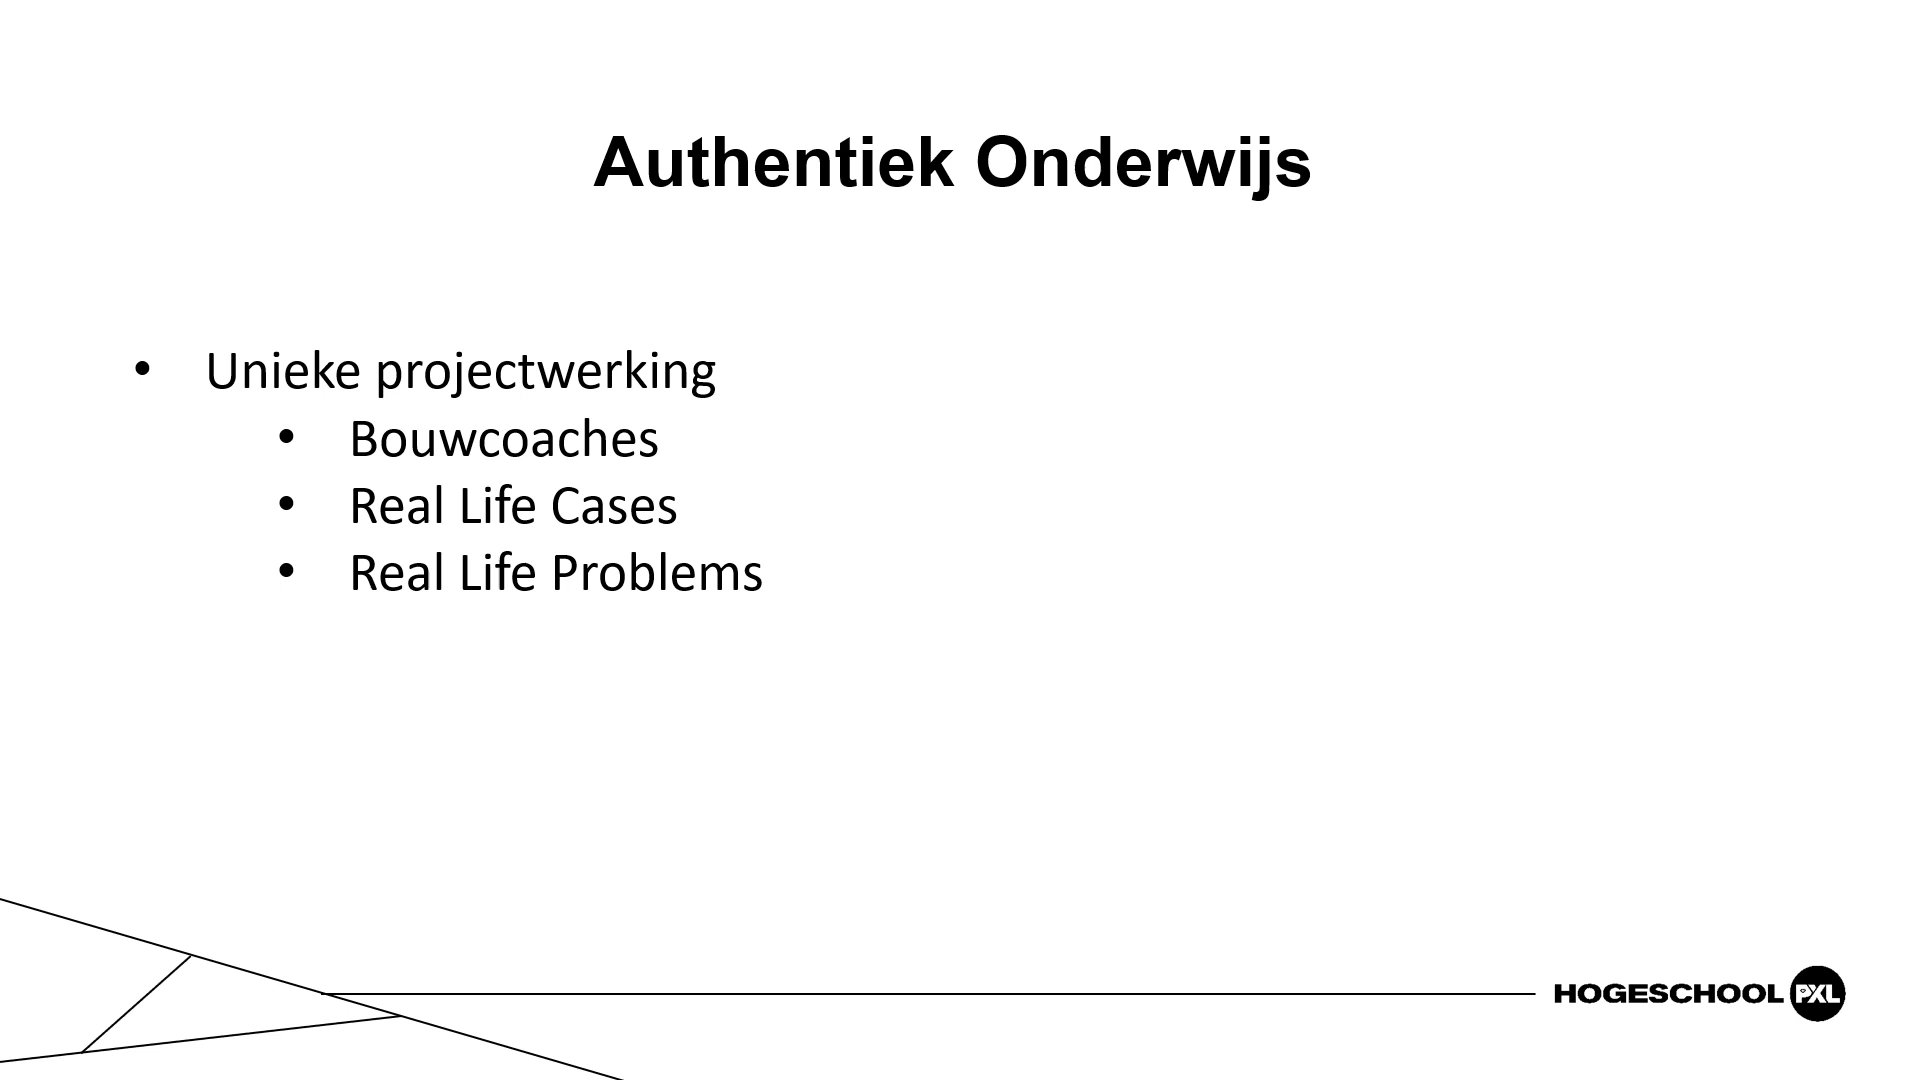 Authentiek Onderwijs
• Unieke projectwerking
• Bouwcoaches
• Real Life Cases
• Real Life Problems
HOGESCHOOL PXL